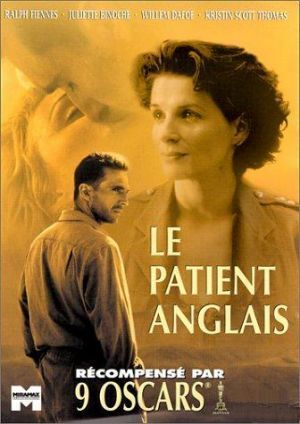 RALPH FIENNES · JULIETTE BINOCHE · WILLEM DAFOE · KRISTIN SCOTT THOMAS
LE
PATIENT
ANGLAIS
RÉCOMPENSÉ PAR
9 OSCARS®
MIRAMAX